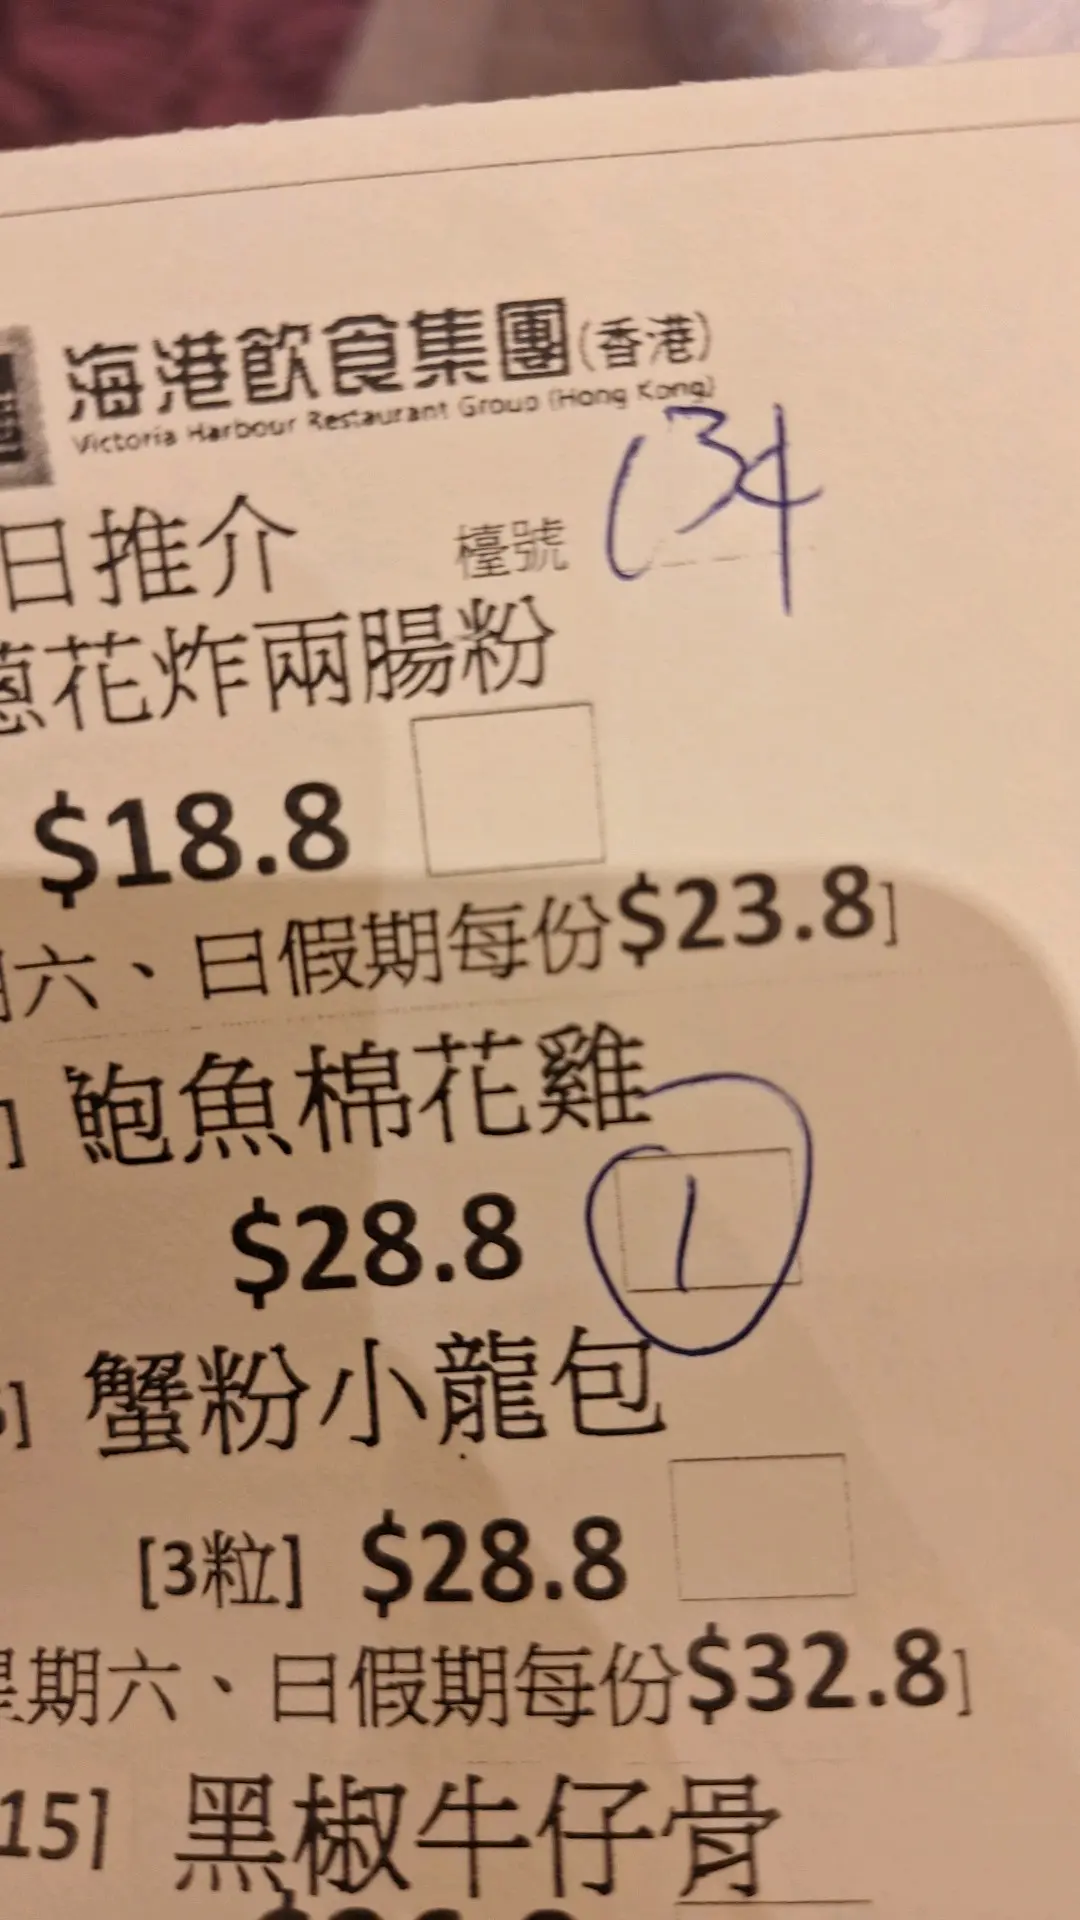 海港飲食集團(香港)
Victoria Harbour Restaurant Group (Hong Kong)
日推介 檯號 134
蔥花炸兩腸粉
$18.8
期六、日假期每份$23.8]
] 鮑魚棉花雞
$28.8 1
] 蟹粉小龍包
[3粒] $28.8
星期六、日假期每份$32.8]
15] 黑椒牛仔骨